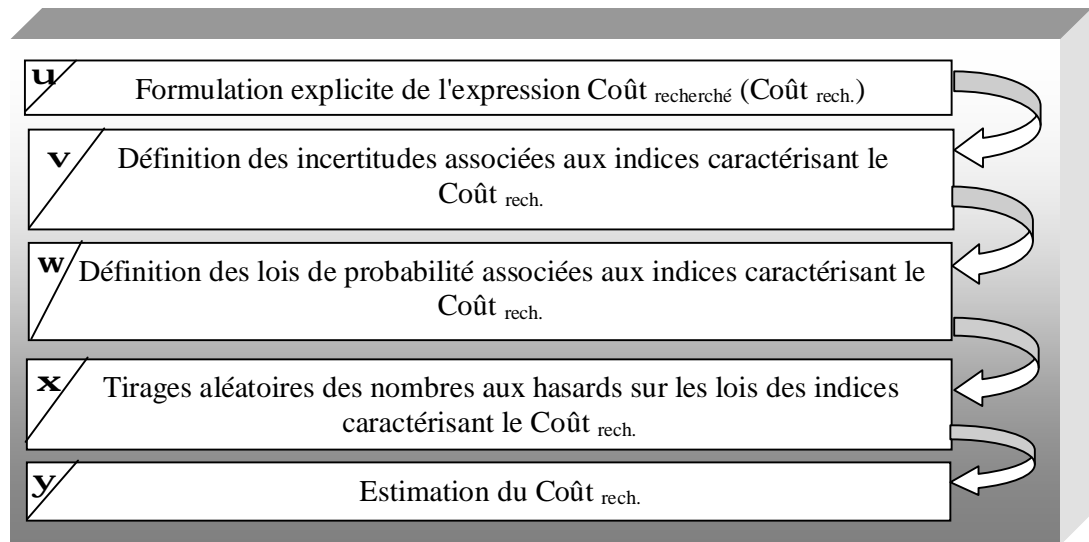 u
Formulation explicite de l'expression Coût recherché (Coût rech.)
v
Définition des incertitudes associées aux indices caractérisant le
Coût rech.
w
Définition des lois de probabilité associées aux indices caractérisant le
Coût rech.
x
Tirages aléatoires des nombres aux hasards sur les lois des indices
caractérisant le Coût rech.
y
Estimation du Coût rech.